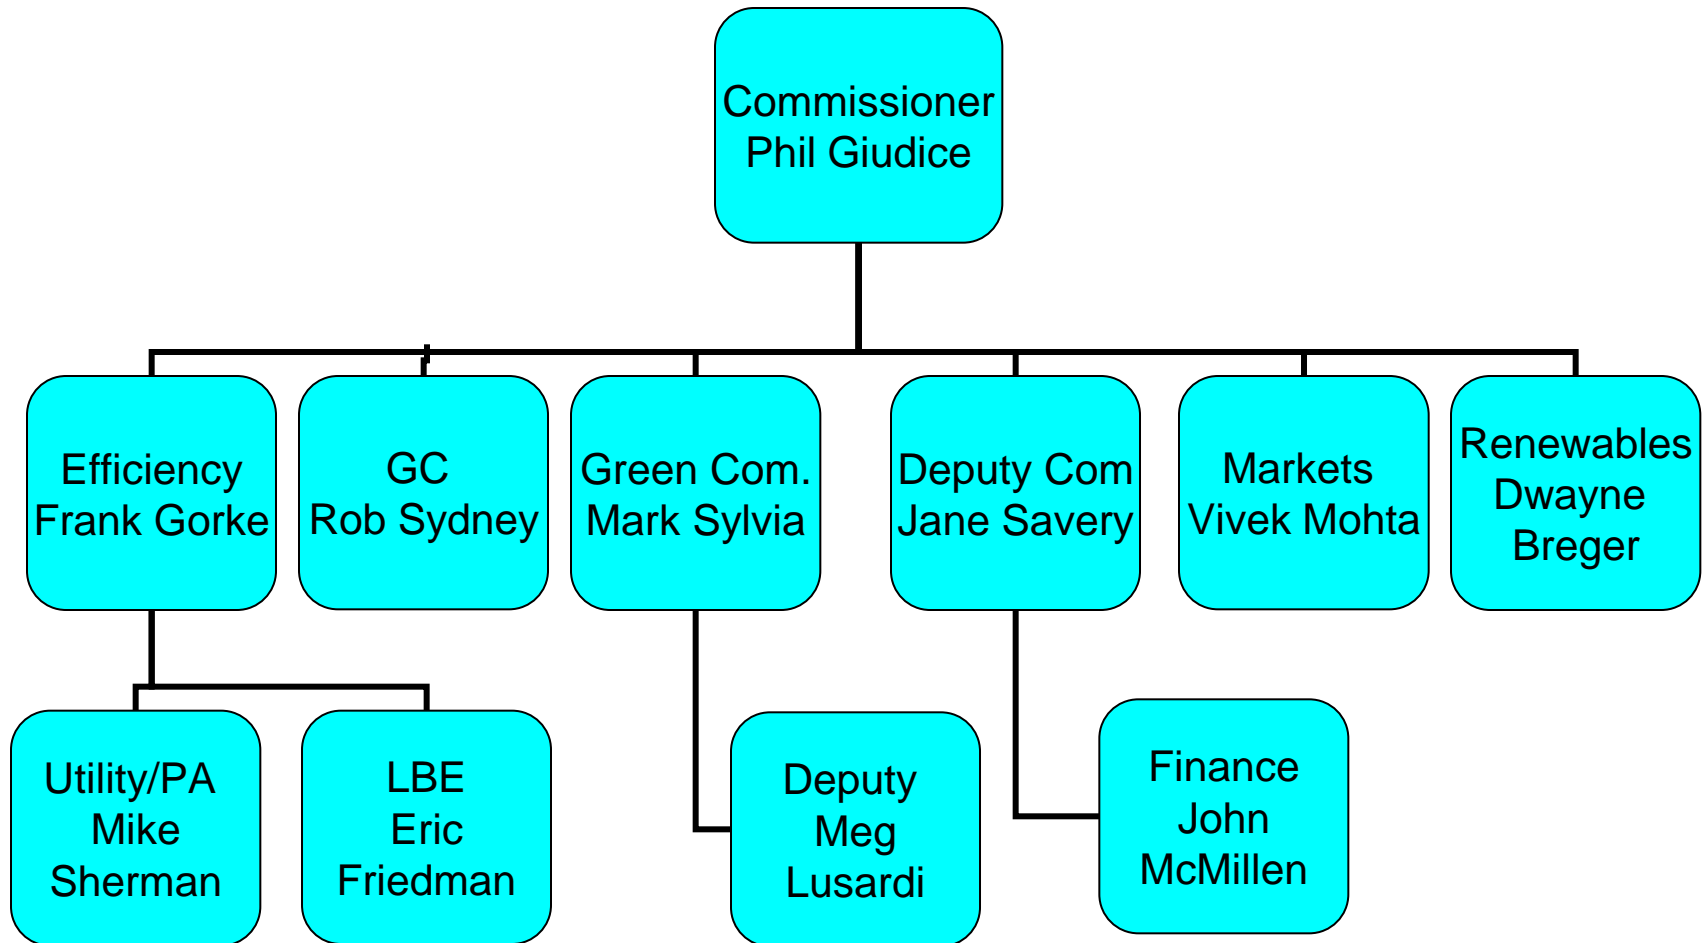 Commissioner
Phil Giudice
Efficiency
Frank Gorke
GC
Rob Sydney
Green Com.
Mark Sylvia
Deputy Com
Jane Savery
Markets
Vivek Mohta
Renewables
Dwayne
Breger
Utility/PA
Mike
Sherman
LBE
Eric
Friedman
Deputy
Meg
Lusardi
Finance
John
McMillen